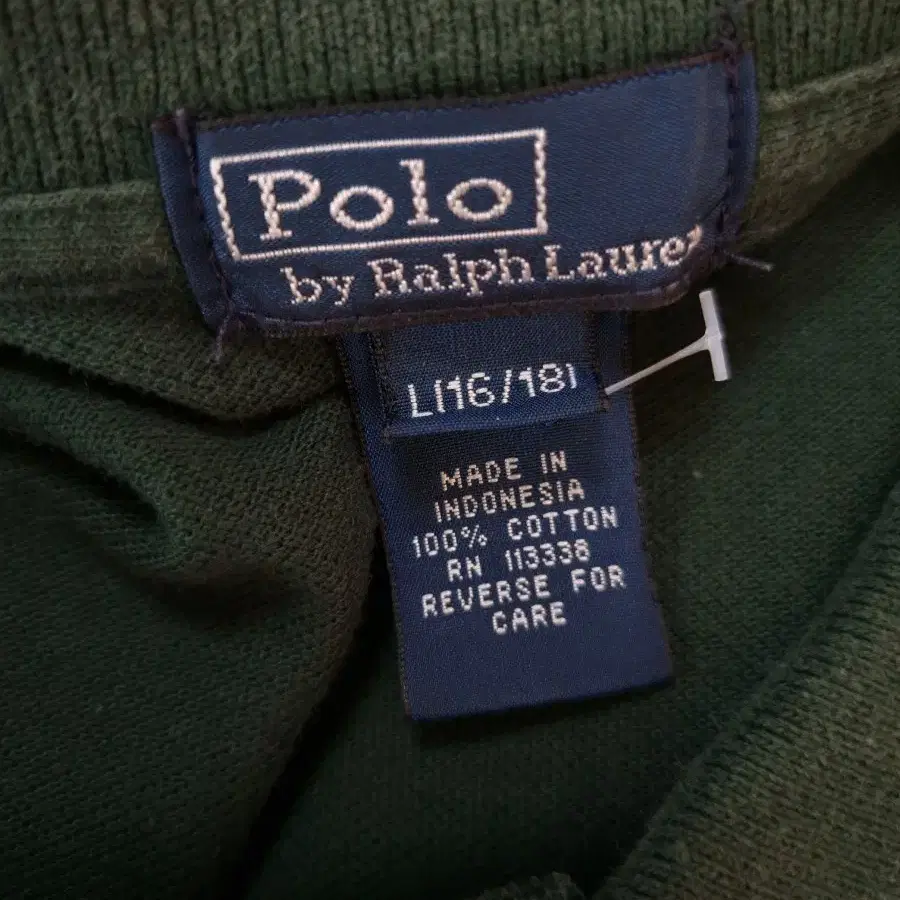 Polo
by Ralph Lauren
L(16/18)
MADE IN
INDONESIA
100% COTTON
RN 113338
REVERSE FOR
CARE